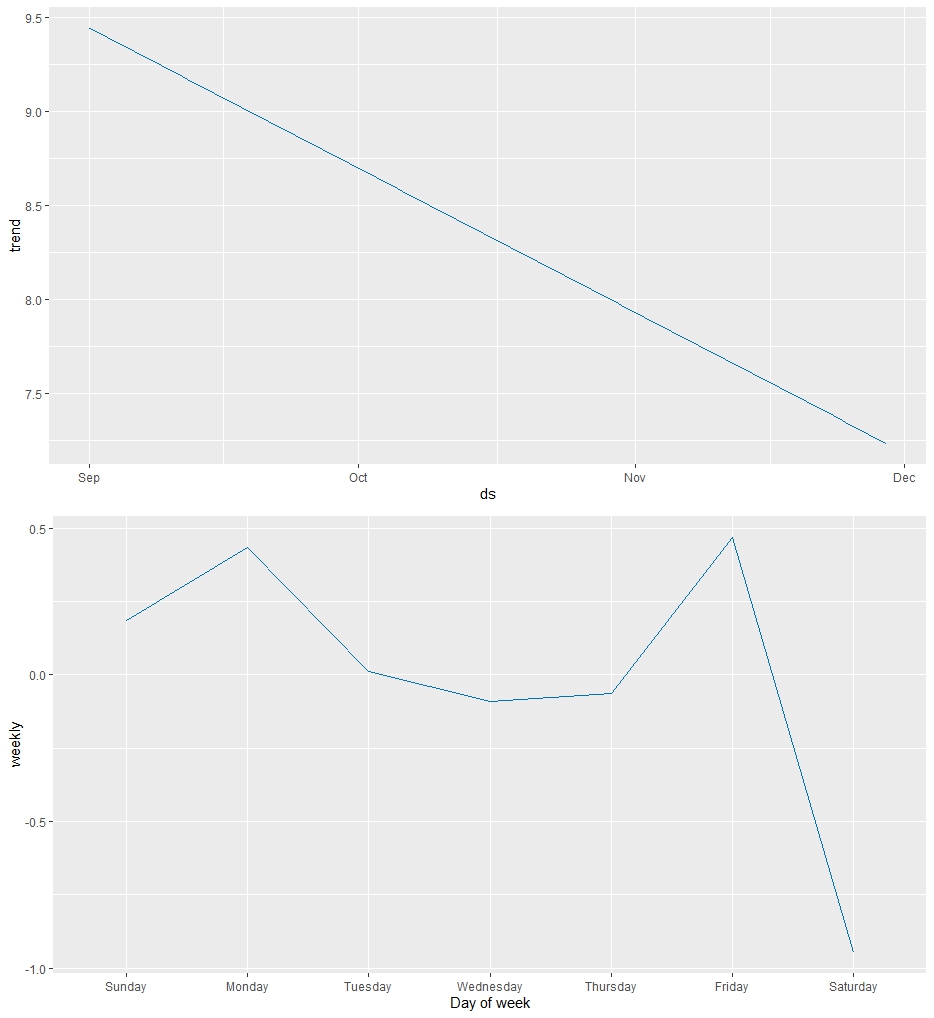 9.5
9.0
8.5
8.0
7.5
trend
Sep Oct Nov Dec
ds
0.5
0.0
-0.5
-1.0
weekly
Sunday Monday Tuesday Wednesday Thursday Friday Saturday
Day of week